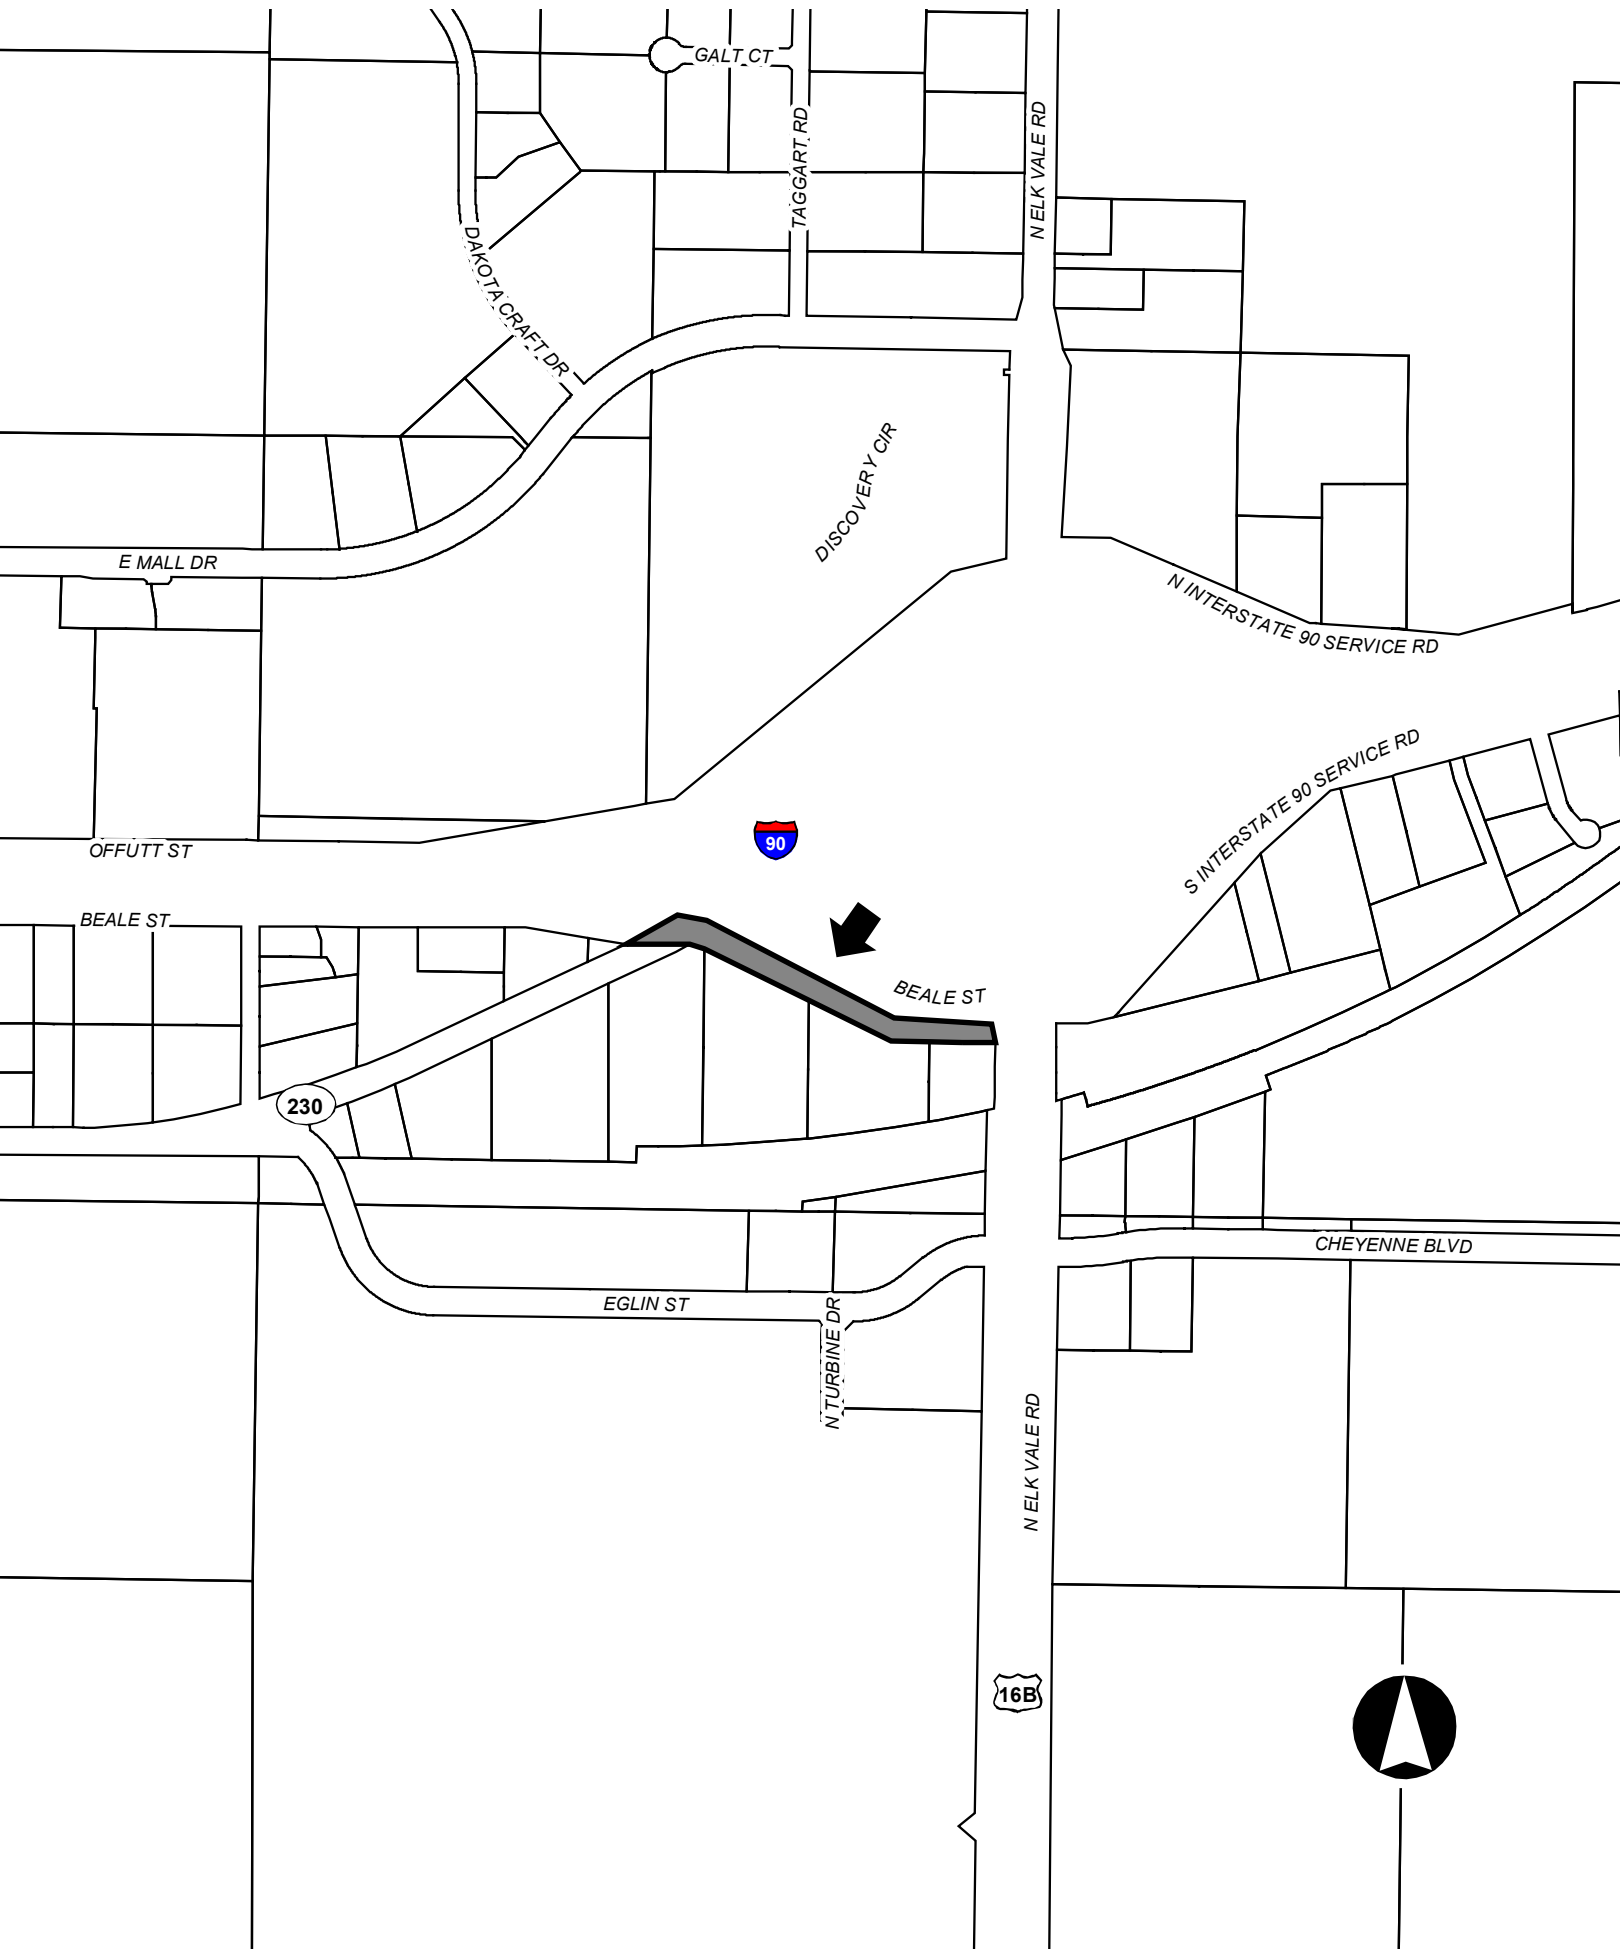 GALT CT
TAGGART RD
N ELK VALE RD
DAKOTA CRAFT DR
DISCOVERY CIR
E MALL DR
N INTERSTATE 90 SERVICE RD
S INTERSTATE 90 SERVICE RD
90
OFFUTT ST
BEALE ST
BEALE ST
230
CHEYENNE BLVD
EGLIN ST
N TURBINE DR
N ELK VALE RD
16B